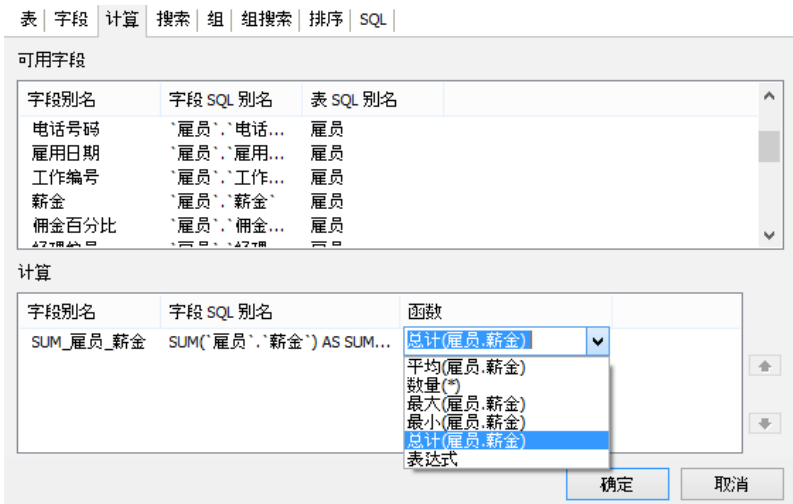 表 字段 计算 搜索 组 组搜索 排序 SQL
可用字段
字段别名 字段 SQL 别名 表 SQL 别名
电话号码 `雇员`.`电话... 雇员
雇用日期 `雇员`.`雇用... 雇员
工作编号 `雇员`.`工作... 雇员
薪金 `雇员`.`薪金` 雇员
佣金百分比 `雇员`.`佣金... 雇员
计算
字段别名 字段 SQL 别名 函数
SUM_雇员_薪金 SUM(`雇员`.`薪金`) AS SUM... 总计(雇员.薪金)
平均(雇员.薪金)
数量(*)
最大(雇员.薪金)
最小(雇员.薪金)
总计(雇员.薪金)
表达式
确定 取消